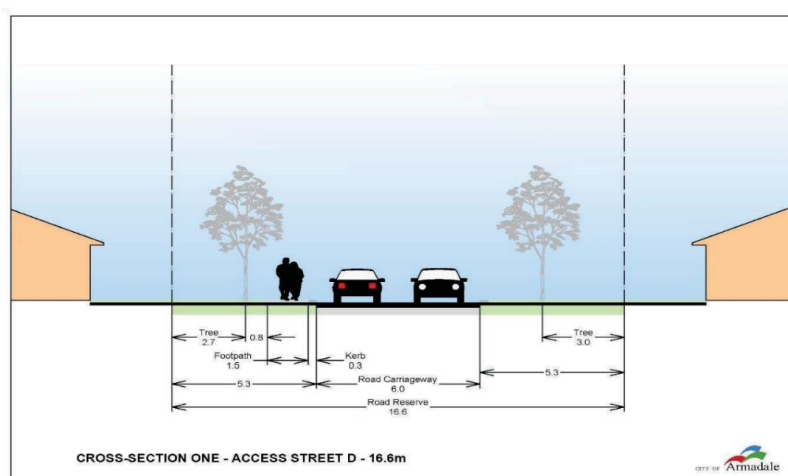 Tree
2.7
0.8
Tree
3.0
Footpath
1.5
Kerb
0.3
5.3
Road Carriageway
6.0
5.3
Road Reserve
16.6
CROSS-SECTION ONE - ACCESS STREET D - 16.6m
CITY OF Armadale